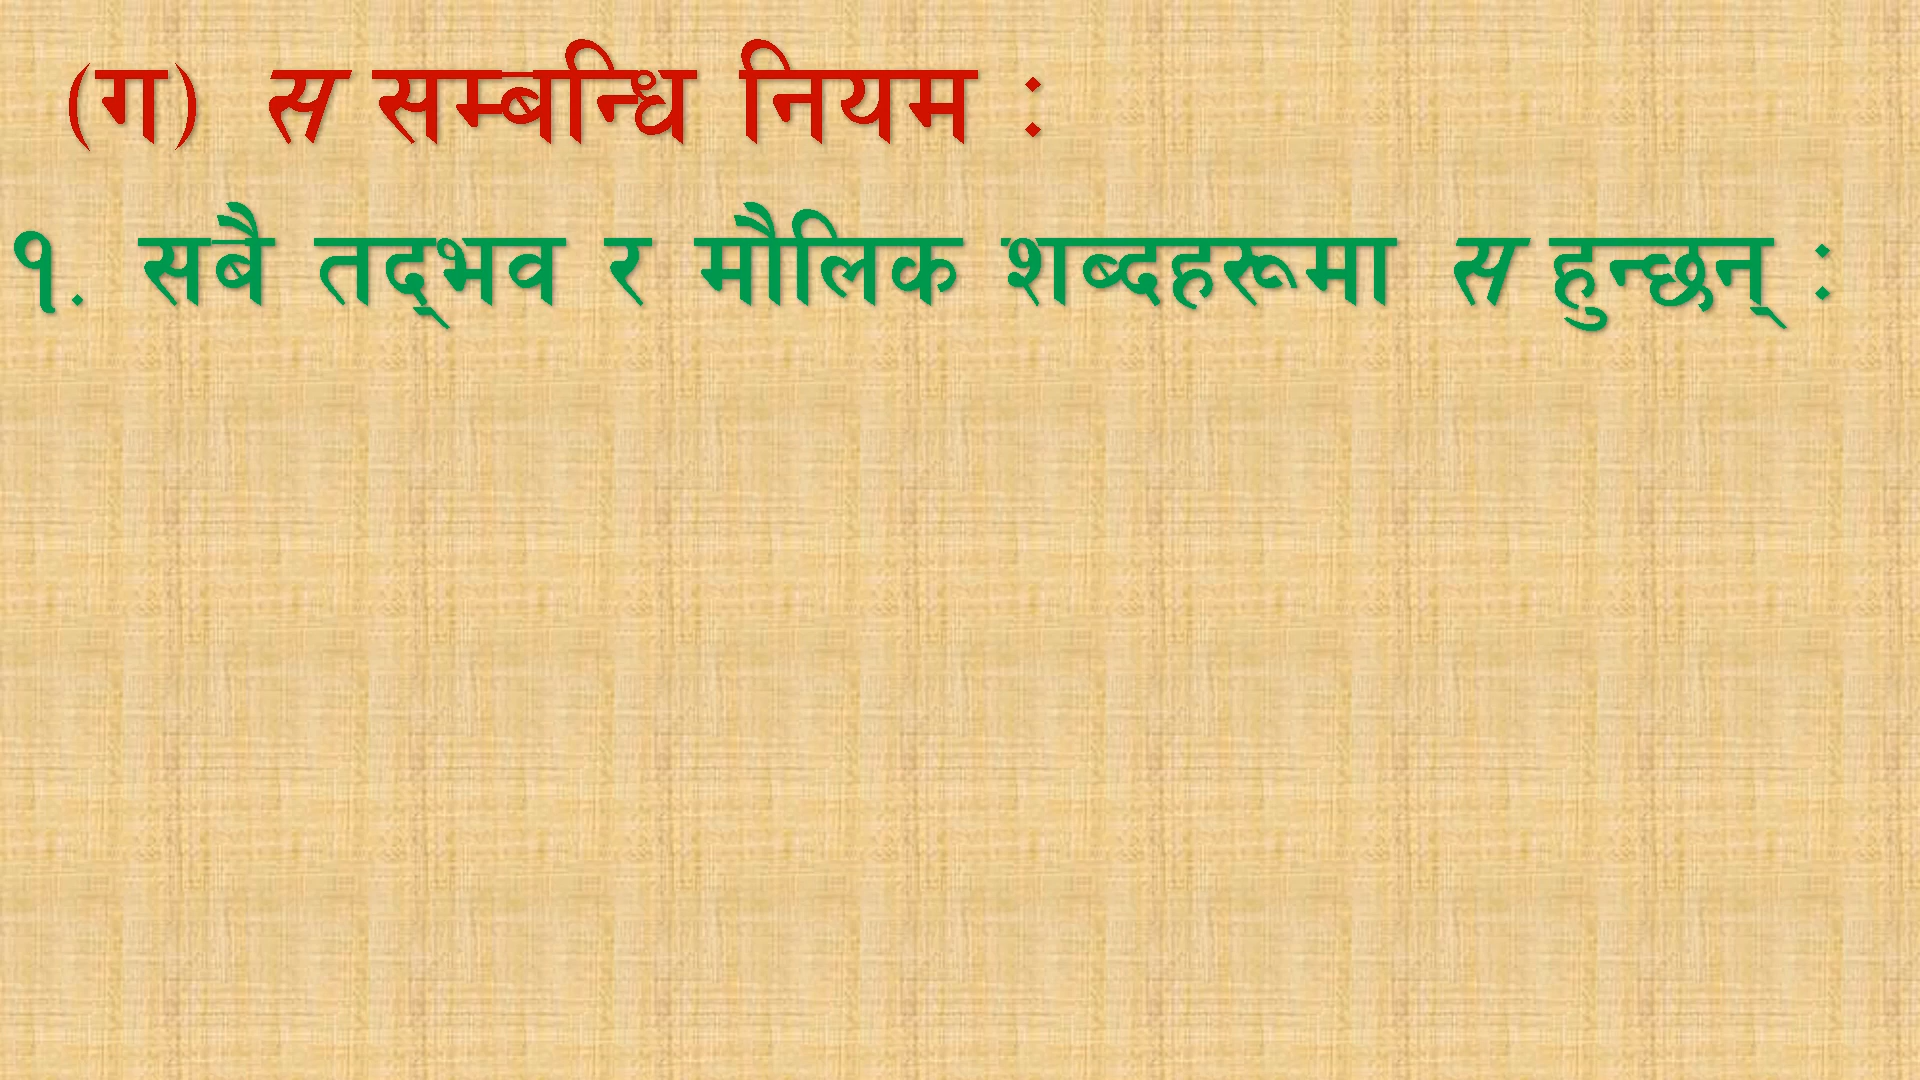 (ग) स सम्बन्धि नियम :
१. सबै तद्‌भव र मौलिक शब्दहरूमा स हुन्छन् :